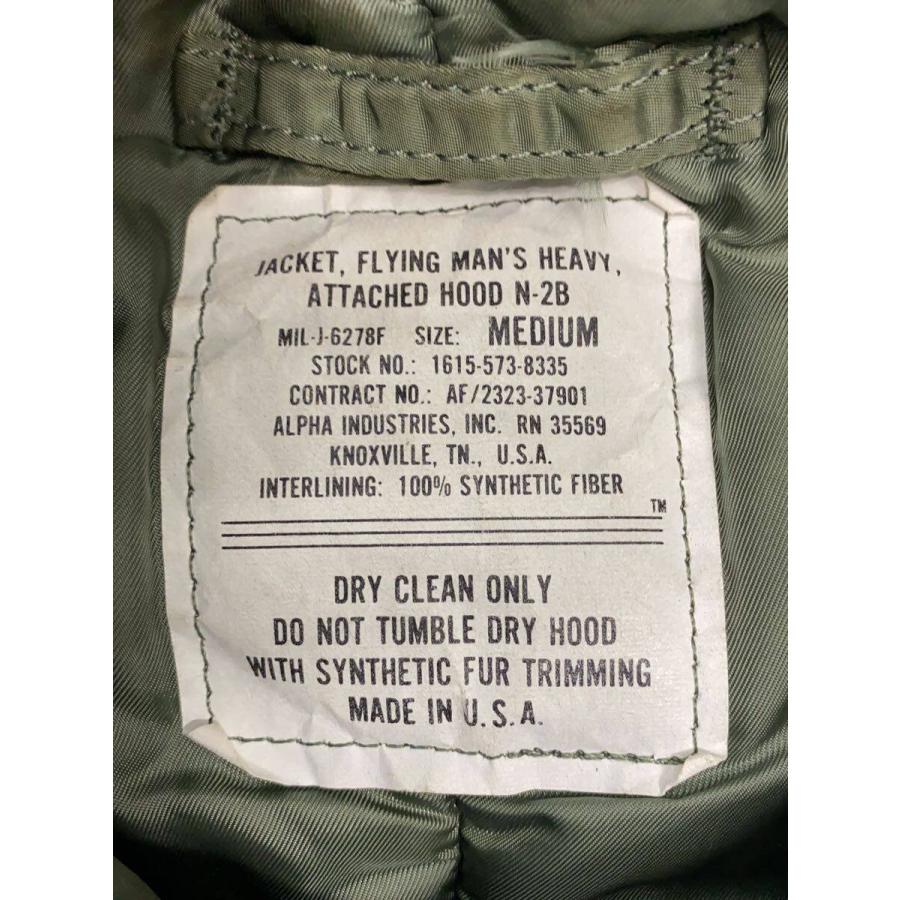 JACKET, FLYING MAN'S HEAVY,
ATTACHED HOOD N-2B
MIL-J-6278F SIZE: MEDIUM
STOCK NO.: 1615-573-8335
CONTRACT NO.: AF/2323-37901
ALPHA INDUSTRIES, INC. RN 35569
KNOXVILLE, TN., U.S.A.
INTERLINING: 100% SYNTHETIC FIBER
TM
DRY CLEAN ONLY
DO NOT TUMBLE DRY HOOD
WITH SYNTHETIC FUR TRIMMING
MADE IN U.S.A.